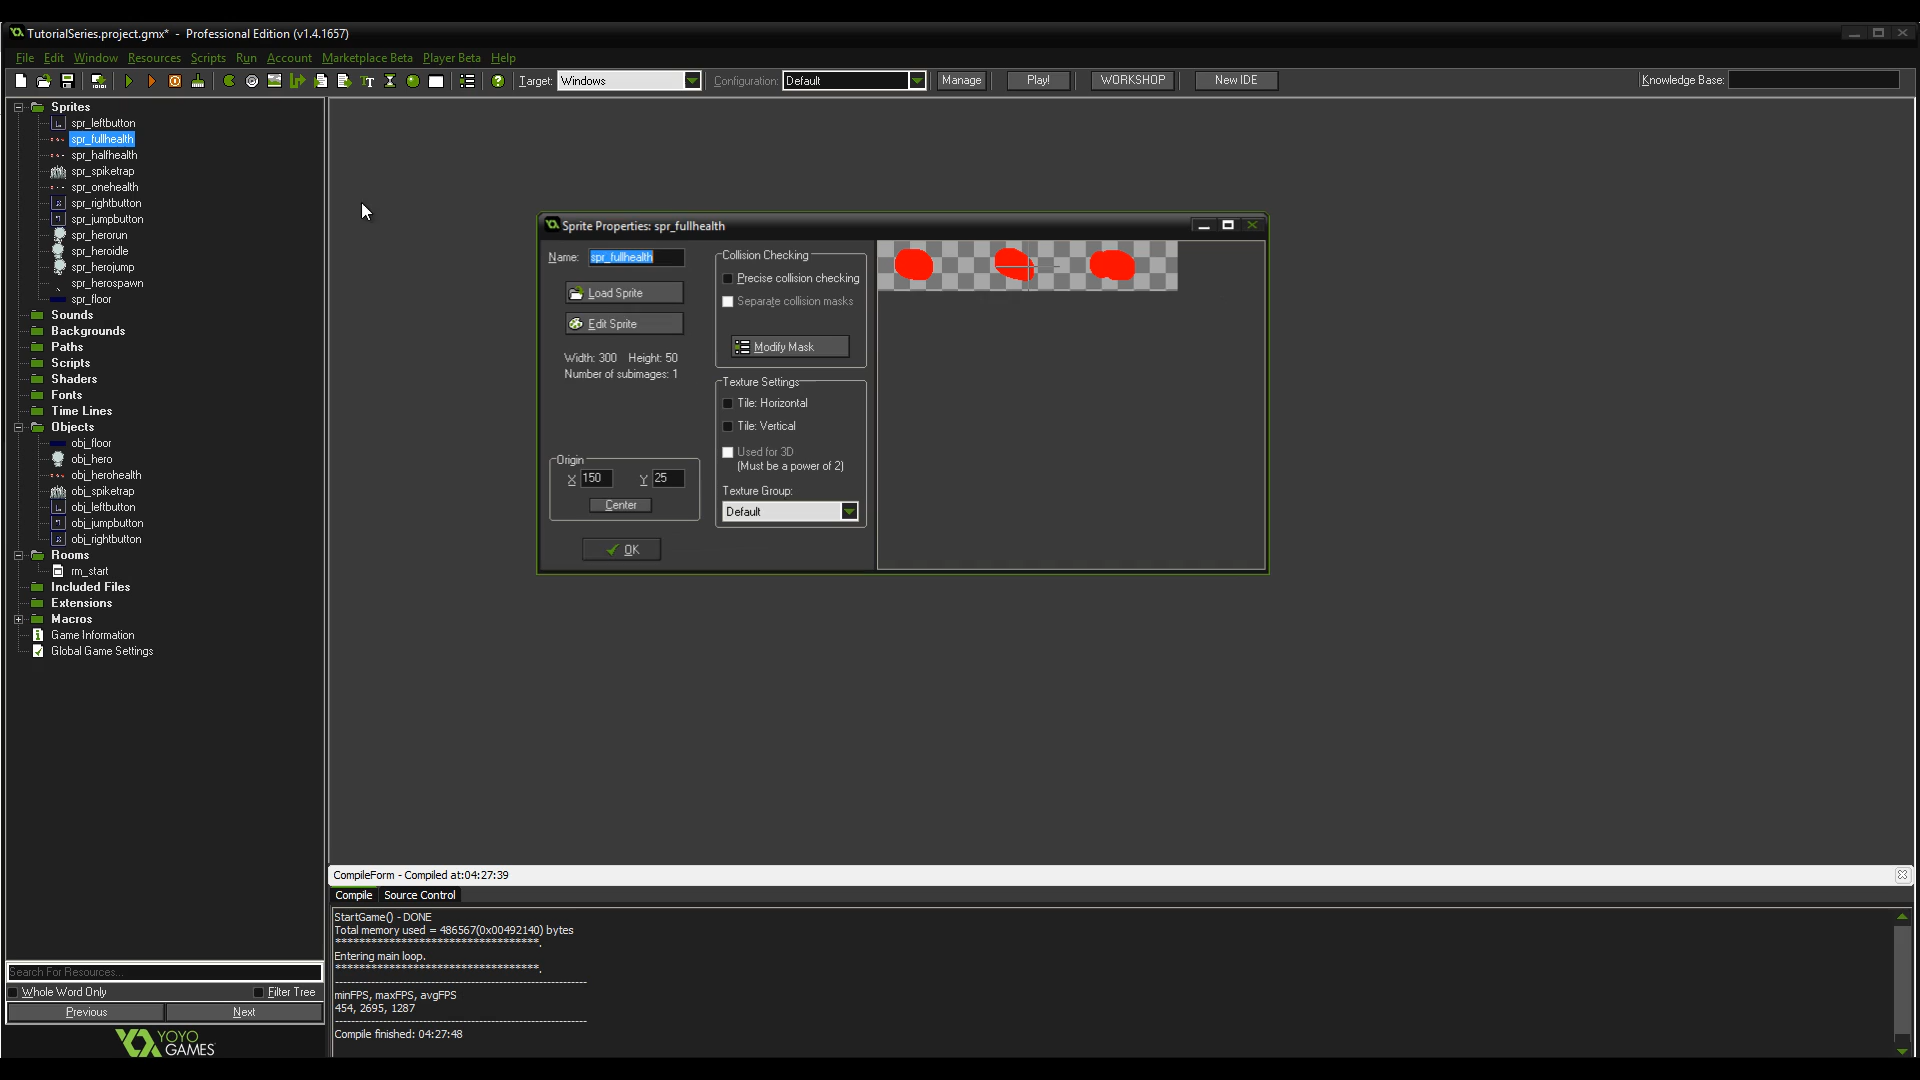 TutorialSeries.project.gmx* - Professional Edition (v1.4.1657)
File Edit Window Resources Scripts Run Account Marketplace Beta Player Beta Help
Target: Windows Configuration: Default Manage Play! WORKSHOP New IDE Knowledge Base:
Sprites
spr_leftbutton
spr_fullhealth
spr_halfhealth
spr_spiketrap
spr_onehealth
spr_rightbutton
spr_jumpbutton
spr_herorun
spr_heroidle
spr_herojump
spr_herospawn
spr_floor
Sounds
Backgrounds
Paths
Scripts
Shaders
Fonts
Time Lines
Objects
obj_floor
obj_hero
obj_herohealth
obj_spiketrap
obj_leftbutton
obj_jumpbutton
obj_rightbutton
Rooms
rm_start
Included Files
Extensions
Macros
Game Information
Global Game Settings
Search For Resources...
Whole Word Only Filter Tree
Previous Next
YOYO
GAMES
Sprite Properties: spr_fullhealth
Name: spr_fullhealth
Load Sprite
Edit Sprite
Width: 300 Height: 50
Number of subimages: 1
Origin
X 150 Y 25
Center
OK
Collision Checking
Precise collision checking
Separate collision masks
Modify Mask
Texture Settings
Tile: Horizontal
Tile: Vertical
Used for 3D
(Must be a power of 2)
Texture Group:
Default
CompileForm - Compiled at:04:27:39
Compile Source Control
StartGame() - DONE
Total memory used = 486567(0x00492140) bytes
***********************************.
Entering main loop.
***********************************.
---------------------------------------------------------------
minFPS, maxFPS, avgFPS
454, 2695, 1287
---------------------------------------------------------------
Compile finished: 04:27:48